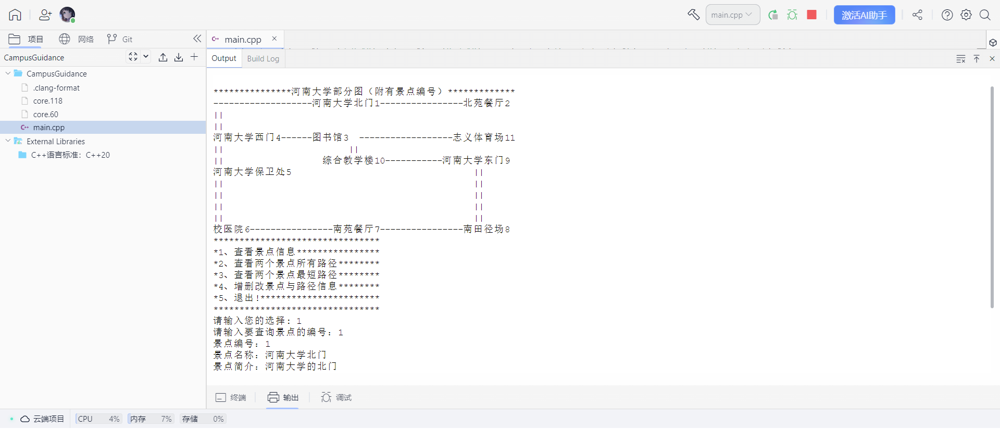 main.cpp
激活AI助手
项目
网络
Git
main.cpp
CampusGuidance
Output
Build Log
CampusGuidance
.clang-format
core.118
core.60
main.cpp
External Libraries
C++语言标准：C++20
***************河南大学部分图（附有景点编号）*************
-------------------河南大学北门1----------------北苑餐厅2
||
||
河南大学西门4------图书馆3  ------------------志义体育场11
||                        ||
||                   综合教学楼10-----------河南大学东门9
河南大学保卫处5                                   ||
||                                                ||
||                                                ||
||                                                ||
||                                                ||
校医院6----------------南苑餐厅7----------------南田径场8
********************************
*1、查看景点信息****************
*2、查看两个景点所有路径********
*3、查看两个景点最短路径********
*4、增删改景点与路径信息********
*5、退出!***********************
********************************
请输入您的选择：1
请输入要查询景点的编号：1
景点编号：1
景点名称：河南大学北门
景点简介：河南大学的北门
终端
输出
调试
云端项目
CPU 4%
内存 7%
存储 0%